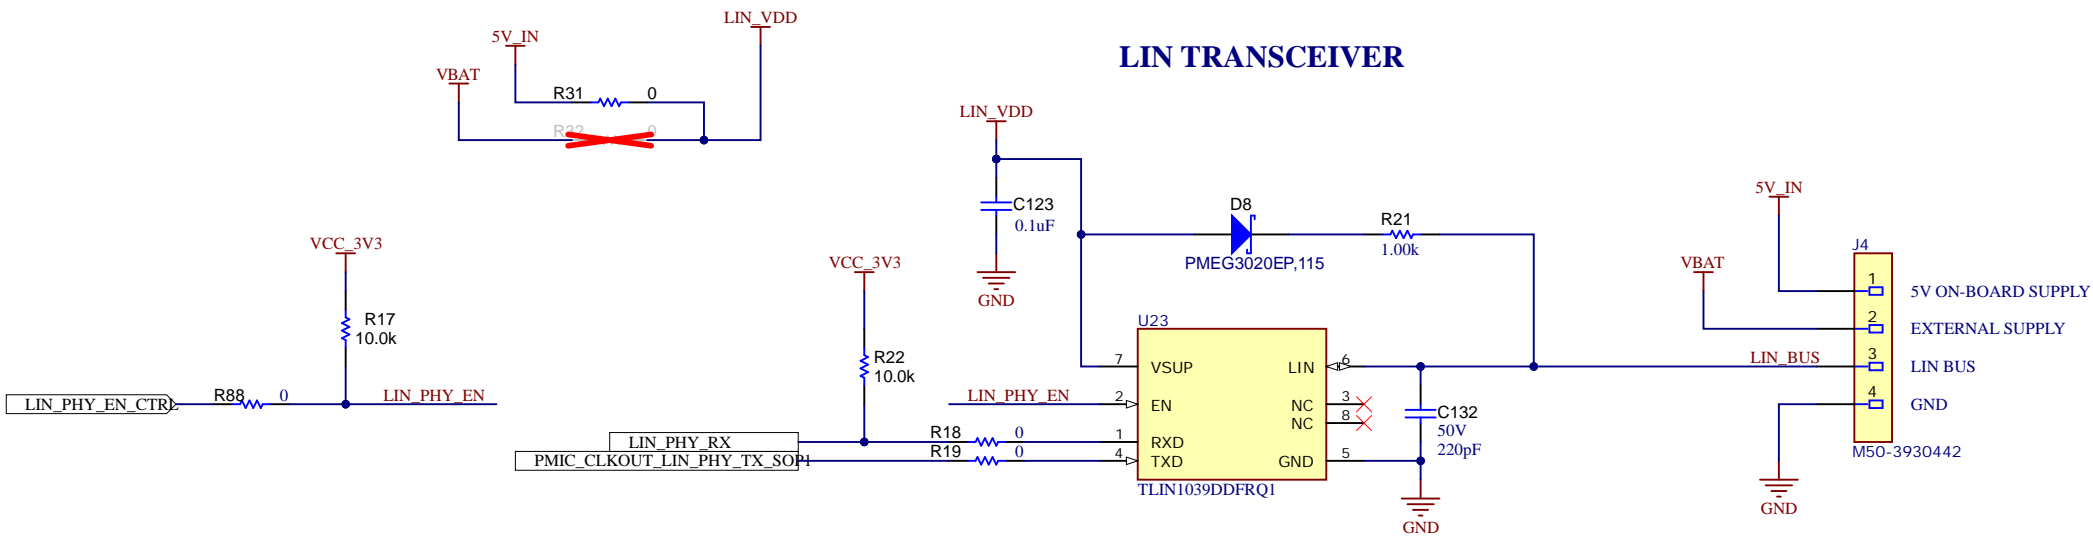 LIN TRANSCEIVER
LIN_VDD
5V_IN
VBAT
R31 0
R32 0
LIN_VDD
C123
0.1uF
GND
D8
PMEG3020EP,115
R21
1.00k
5V_IN
VBAT
J4
1 5V ON-BOARD SUPPLY
2 EXTERNAL SUPPLY
LIN_BUS 3 LIN BUS
4 GND
M50-3930442
GND
VCC_3V3
R17
10.0k
LIN_PHY_EN_CTRL
R88 0
LIN_PHY_EN
VCC_3V3
R22
10.0k
LIN_PHY_EN
LIN_PHY_RX
R18 0
PMIC_CLKOUT_LIN_PHY_TX_SOP1
R19 0
U23
7 VSUP LIN 6
2 EN NC 3
NC 8
1 RXD
4 TXD GND 5
TLIN1039DDFRQ1
C132
50V
220pF
GND